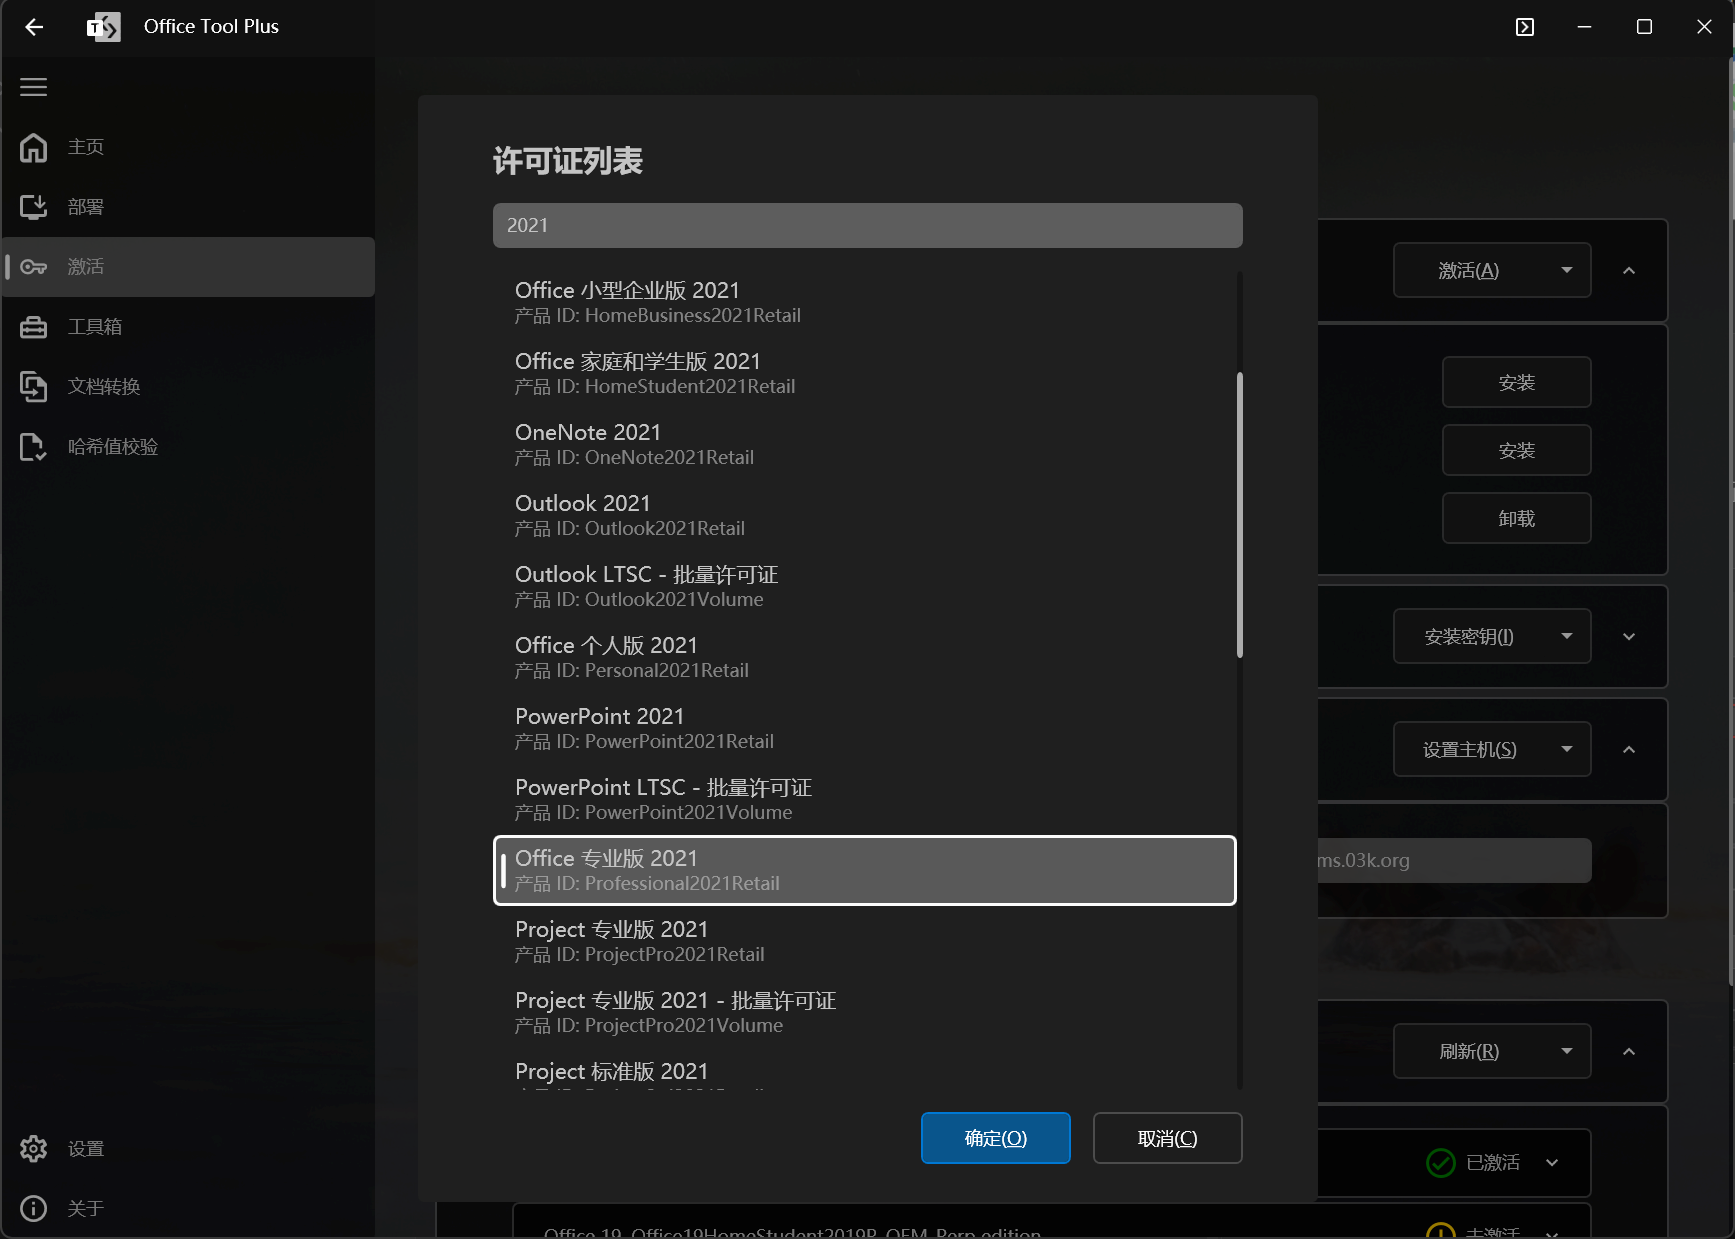 Office Tool Plus
主页
部署
激活
工具箱
文档转换
哈希值校验
设置
关于
许可证列表
2021
Office 小型企业版 2021
产品 ID: HomeBusiness2021Retail
Office 家庭和学生版 2021
产品 ID: HomeStudent2021Retail
OneNote 2021
产品 ID: OneNote2021Retail
Outlook 2021
产品 ID: Outlook2021Retail
Outlook LTSC - 批量许可证
产品 ID: Outlook2021Volume
Office 个人版 2021
产品 ID: Personal2021Retail
PowerPoint 2021
产品 ID: PowerPoint2021Retail
PowerPoint LTSC - 批量许可证
产品 ID: PowerPoint2021Volume
Office 专业版 2021
产品 ID: Professional2021Retail
Project 专业版 2021
产品 ID: ProjectPro2021Retail
Project 专业版 2021 - 批量许可证
产品 ID: ProjectPro2021Volume
Project 标准版 2021
确定(O)
取消(C)
激活(A)
安装
安装
卸载
安装密钥(I)
设置主机(S)
ms.03k.org
刷新(R)
已激活
Office 19, Office19HomeStudent2019R_OEM_Perp edition
未激活